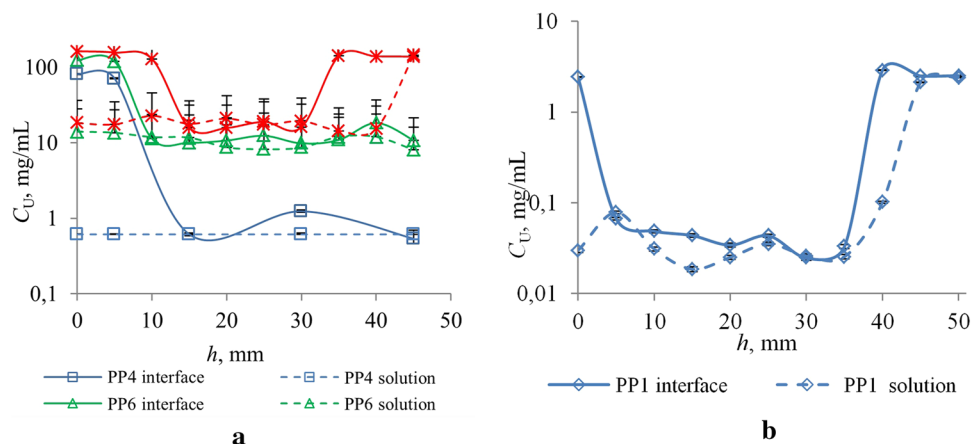 C_U, mg/mL
100
10
1
0,1
0 10 20 30 40 50
h, mm
PP4 interface PP4 solution
PP6 interface PP6 solution
a
C_U, mg/mL
10
1
0,1
0,01
0 10 20 30 40 50
h, mm
PP1 interface PP1 solution
b